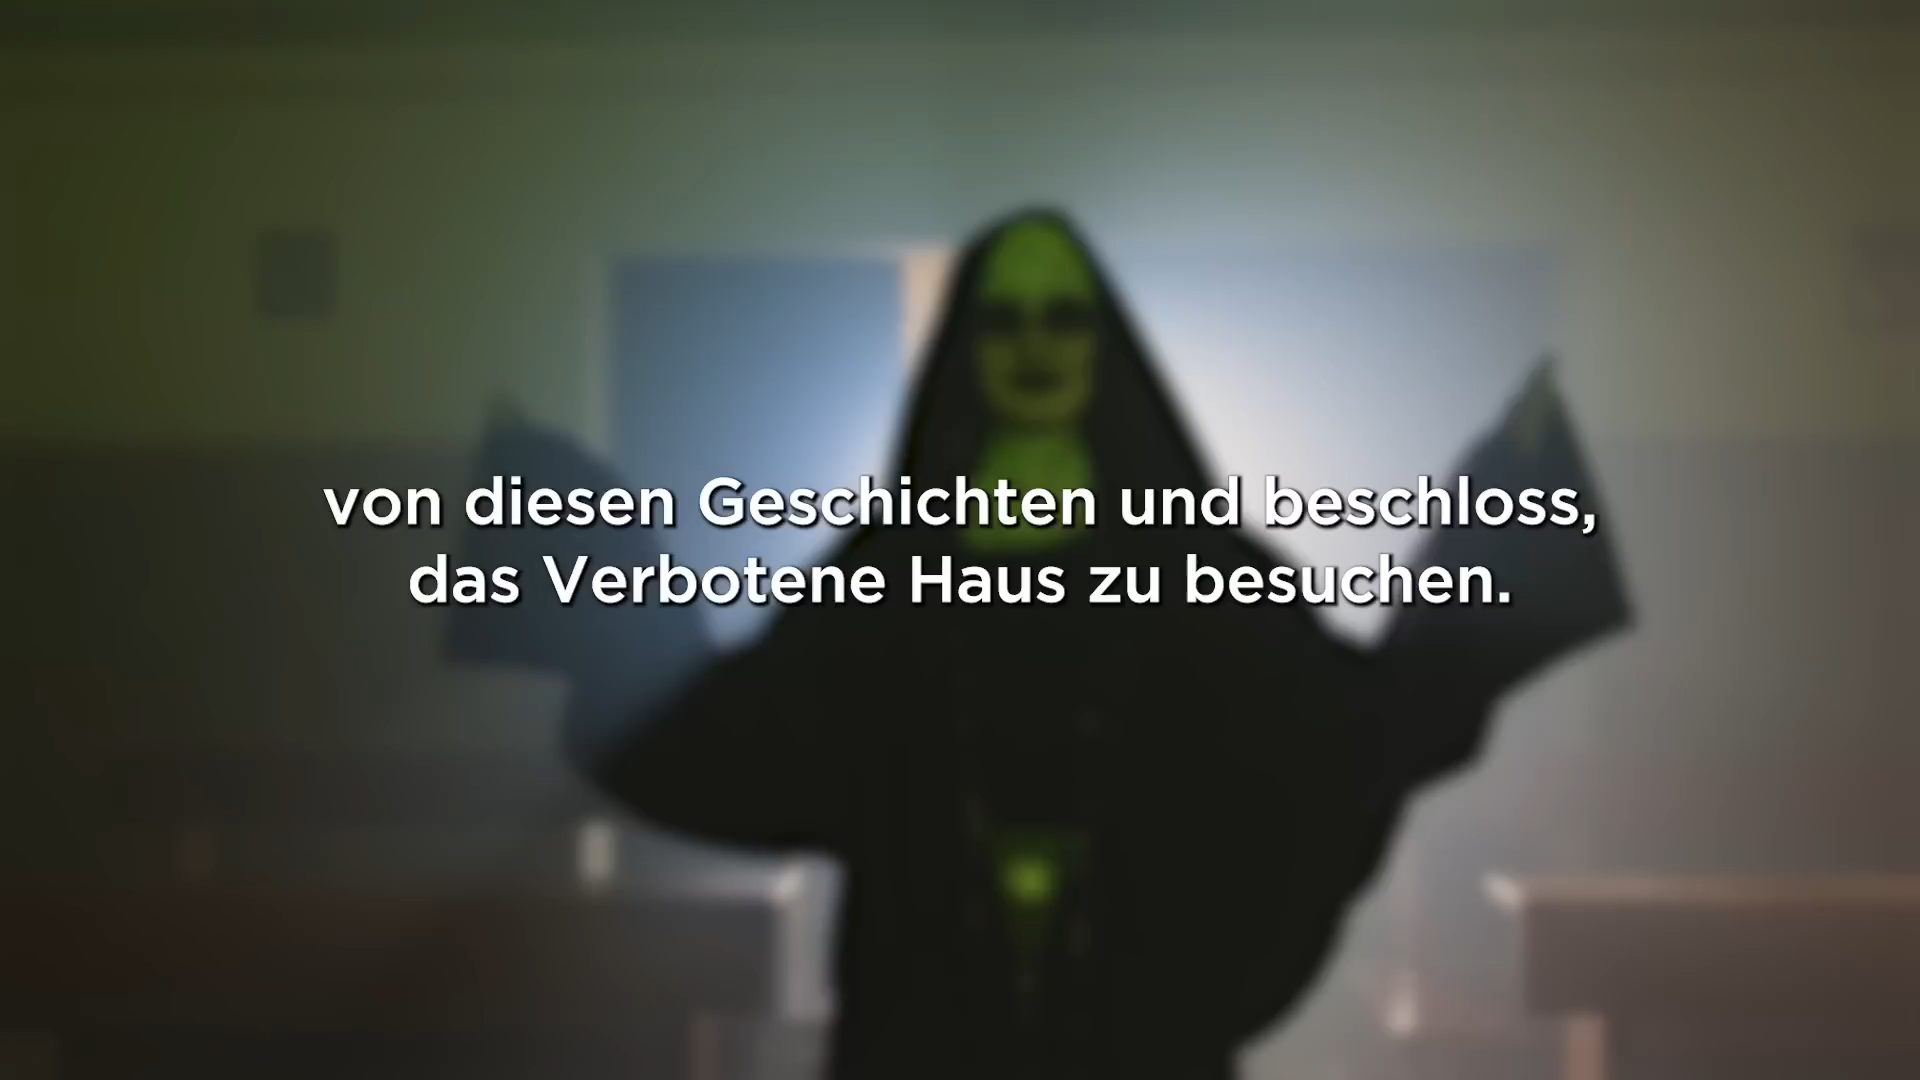 von diesen Geschichten und beschloss,
das Verbotene Haus zu besuchen.